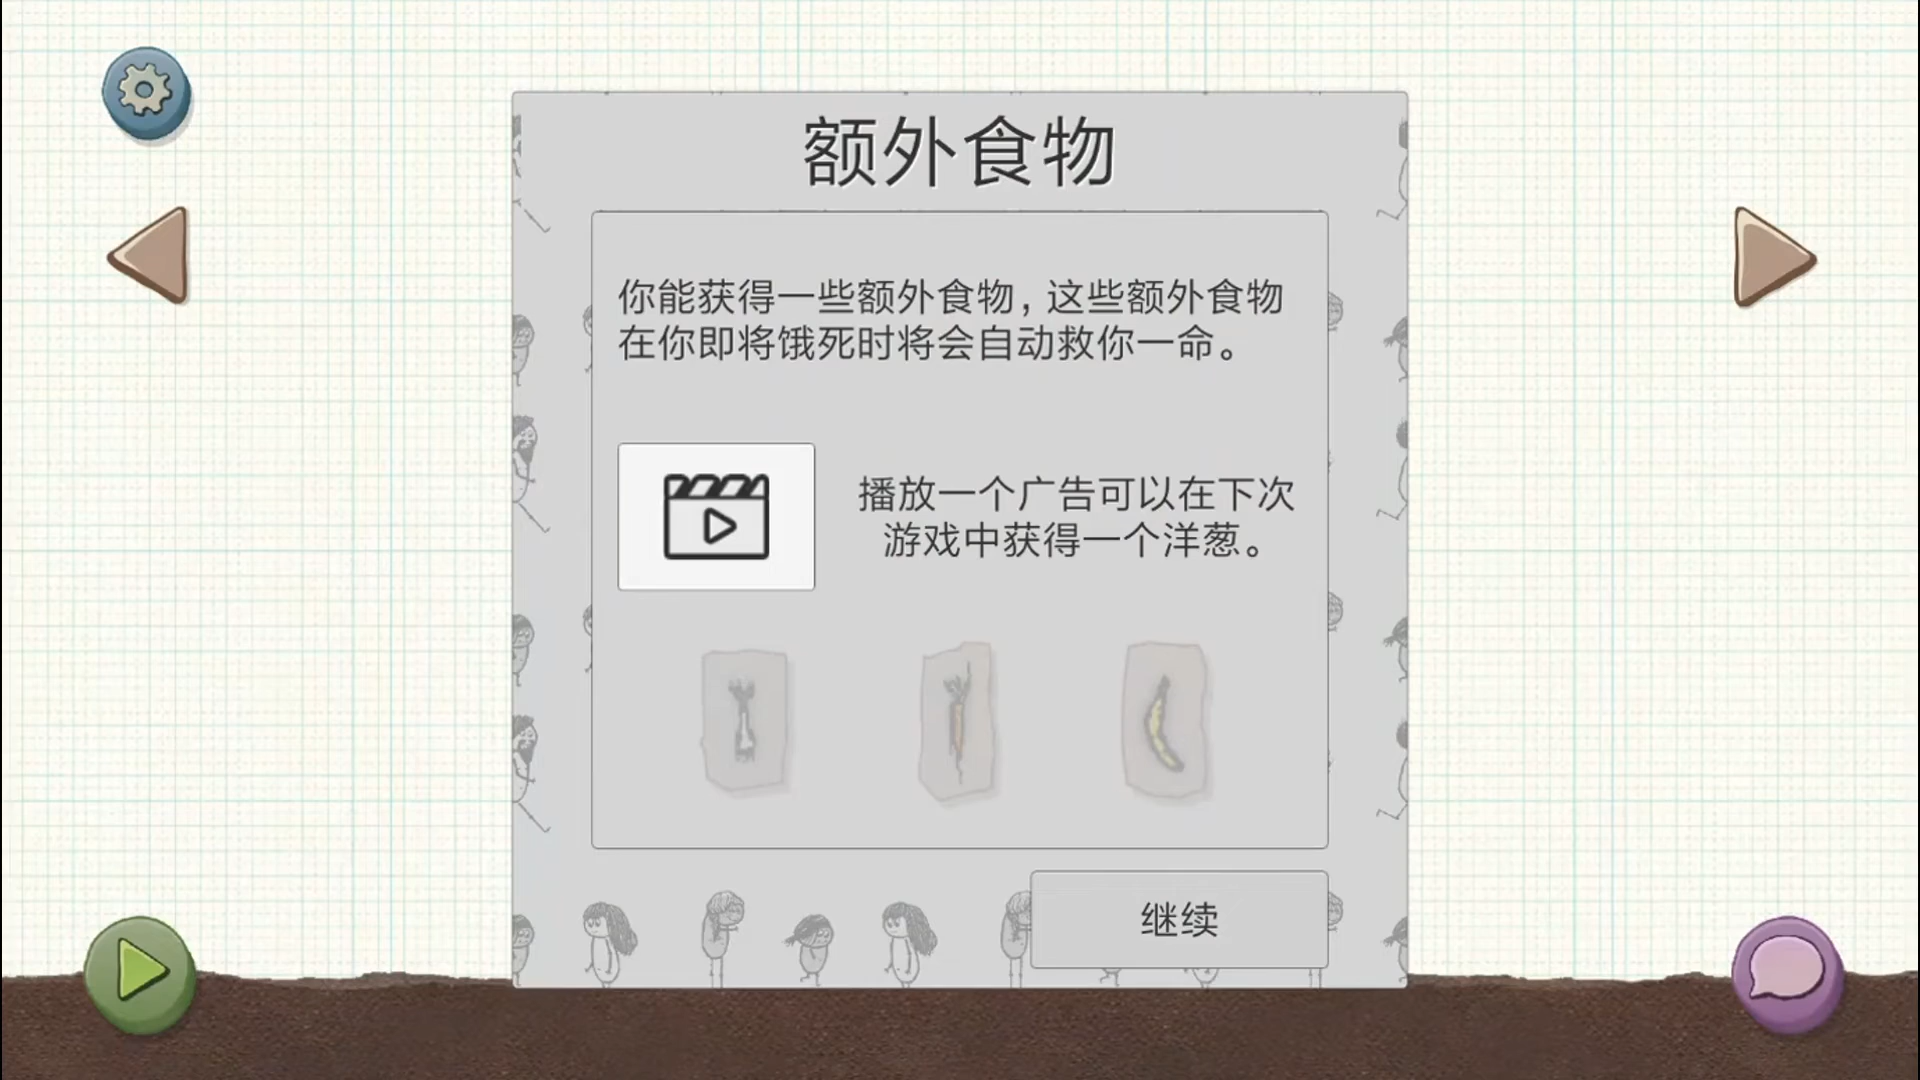 额外食物
你能获得一些额外食物，这些额外食物
在你即将饿死时将会自动救你一命。
播放一个广告可以在下次
游戏中获得一个洋葱。
继续